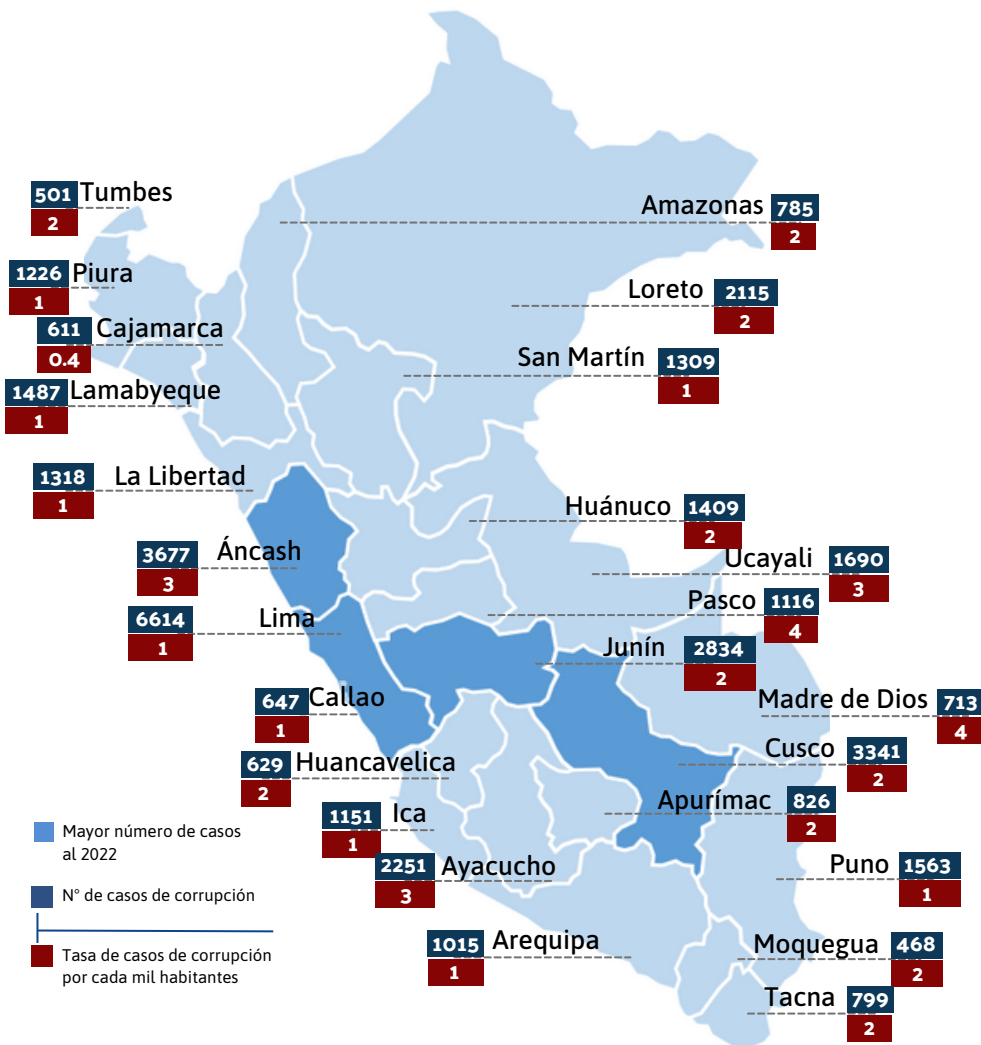 501 Tumbes
2
Amazonas 785
2
1226 Piura
1
Loreto 2115
2
611 Cajamarca
0.4
San Martín 1309
1
1487 Lamabyeque
1
1318 La Libertad
1
Huánuco 1409
2
3677 Áncash
3
Ucayali 1690
3
Pasco 1116
4
6614 Lima
1
Junín 2834
2
647 Callao
1
Madre de Dios 713
4
Cusco 3341
2
629 Huancavelica
2
Apurímac 826
2
1151 Ica
1
2251 Ayacucho
3
Puno 1563
1
1015 Arequipa
1
Moquegua 468
2
Tacna 799
2
Mayor número de casos
al 2022
N° de casos de corrupción
Tasa de casos de corrupción
por cada mil habitantes